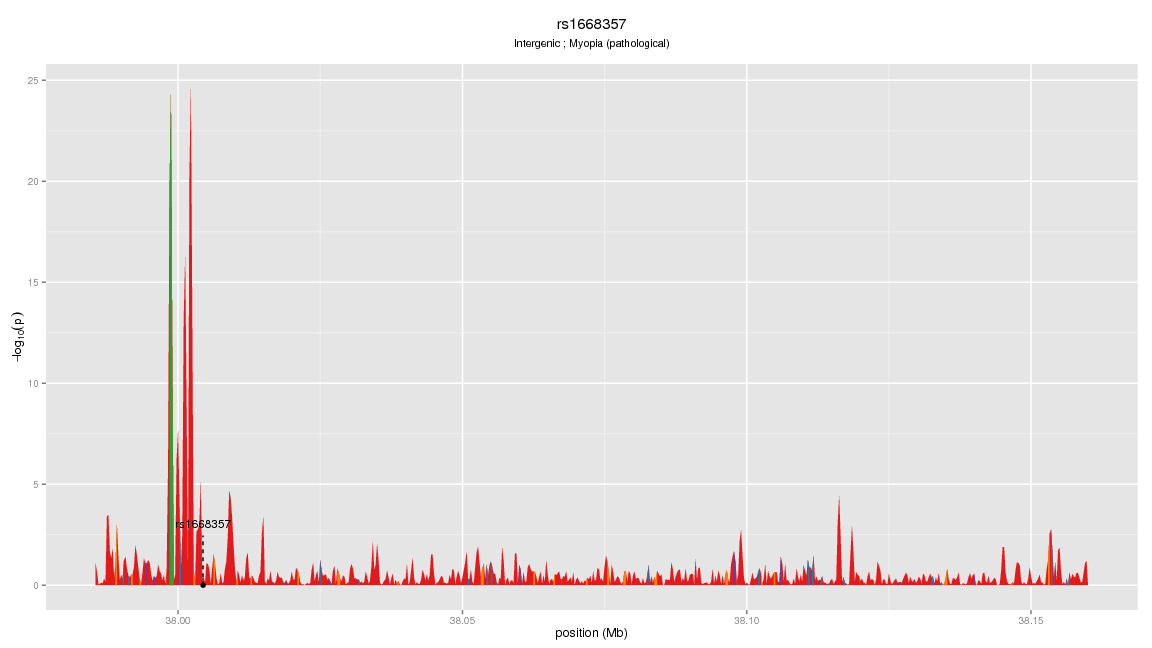 rs1668357
Intergenic ; Myopia (pathological)
25
20
15
10
5
0
−log10(p)
rs1668357
38.00
38.05
38.10
38.15
position (Mb)